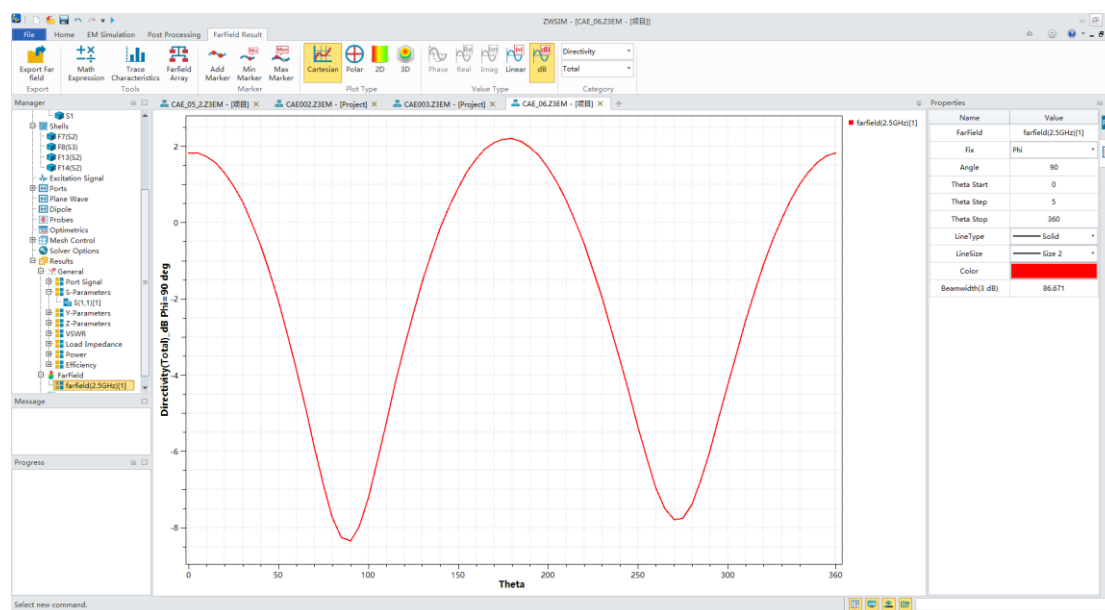 ZWSIM - [CAE_06.Z3EM - [项目]]
File Home EM Simulation Post Processing Farfield Result
Export Far field
Math Expression
Trace Characteristics
Farfield Array
Add Marker
Min Marker
Max Marker
Cartesian Polar 2D 3D
Phase Real Imag Linear dB
Directivity
Total
Export Tools Marker Plot Type Value Type Category
Manager
CAE_05_2.Z3EM - [项目] CAE002.Z3EM - [Project] CAE003.Z3EM - [Project] CAE_06.Z3EM - [项目]
Properties
S1
Shells
F7(S2)
F8(S3)
F13(S2)
F14(S2)
Excitation Signal
Ports
Plane Wave
Dipole
Probes
Optimetrics
Mesh Control
Solver Options
Results
General
Port Signal
S-Parameters
S(1,1)[1]
Y-Parameters
Z-Parameters
VSWR
Load Impedance
Power
Efficiency
FarField
farfield(2.5GHz)[1]
Message
Progress
Directivity(Total)_dB Phi=90 deg
2
0
-2
-4
-6
-8
0 50 100 150 200 250 300 360
Theta
farfield(2.5GHz)[1]
Name Value
FarField farfield(2.5GHz)[1]
Fix Phi
Angle 90
Theta Start 0
Theta Step 5
Theta Stop 360
LineType Solid
LineSize Size 2
Color
Beamwidth(3 dB) 86.671
Select new command.